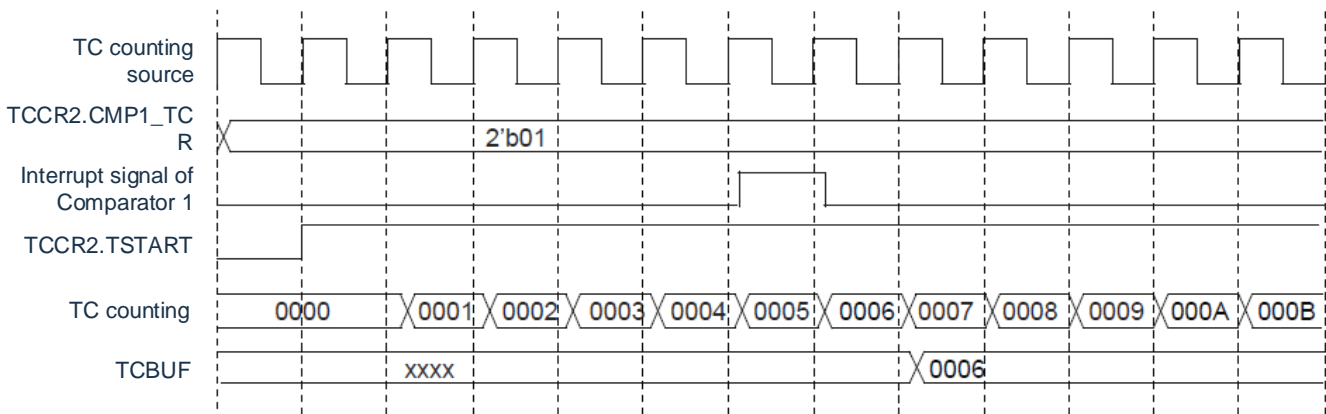 TC counting
source
TCCR2.CMP1_TC
R
2'b01
Interrupt signal of
Comparator 1
TCCR2.TSTART
TC counting
0000 0001 0002 0003 0004 0005 0006 0007 0008 0009 000A 000B
TCBUF
xxxx 0006